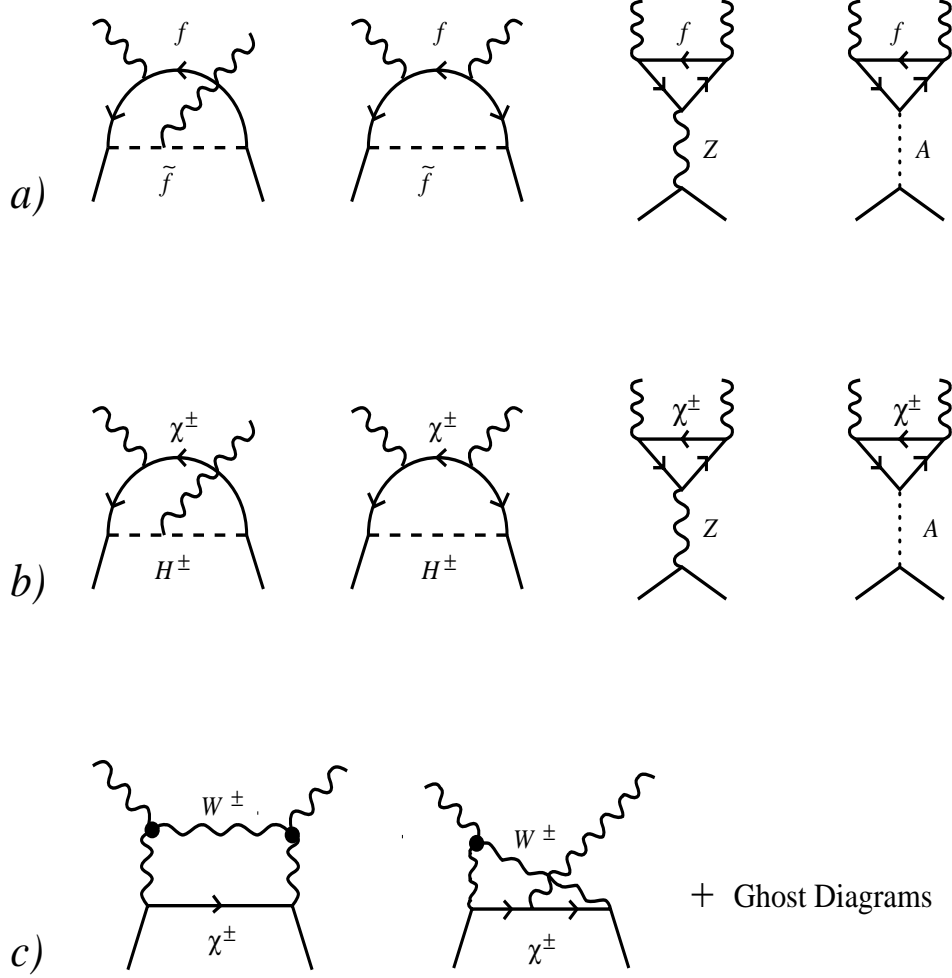 f f f f
f̃ f̃ Z A
a)
χ± χ± χ± χ±
H± H± Z A
b)
W± W±
+ Ghost Diagrams
χ± χ±
c)